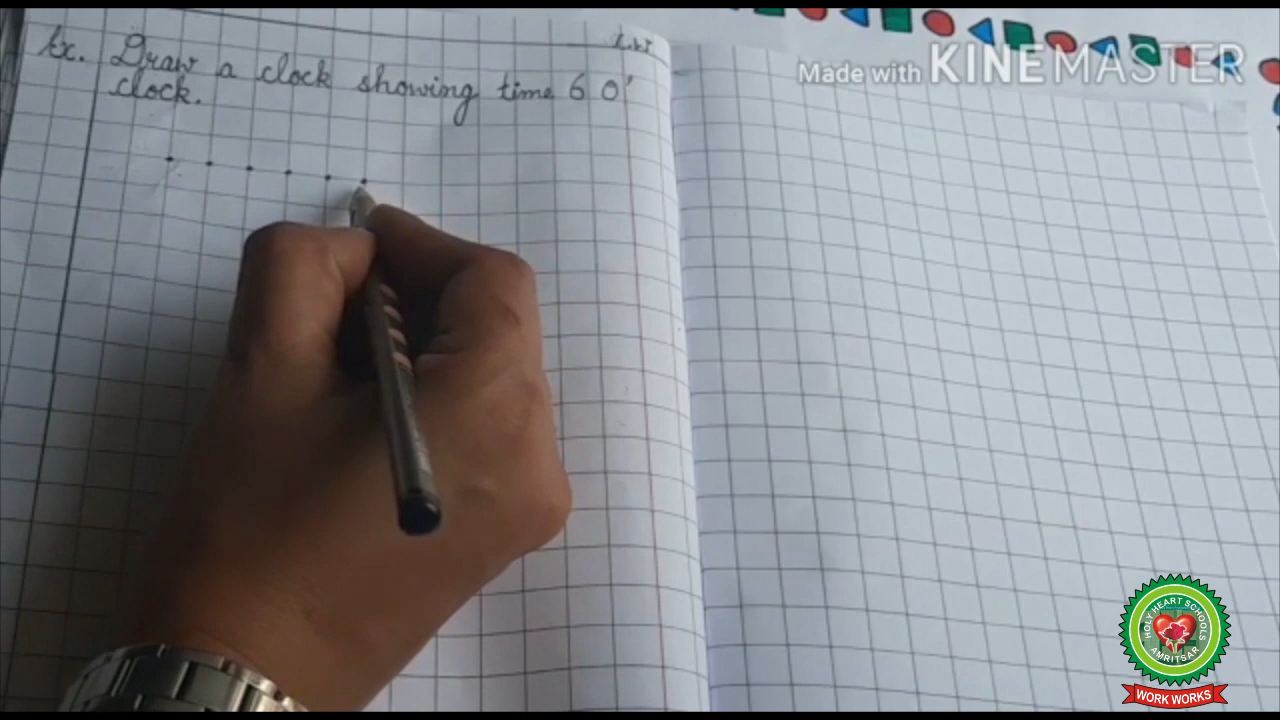 C.W
Ex. Draw a clock showing time 6 O'
clock.
Made with KINEMASTER
HOLY HEART SCHOOLS
AMRITSAR
WORK WORKS